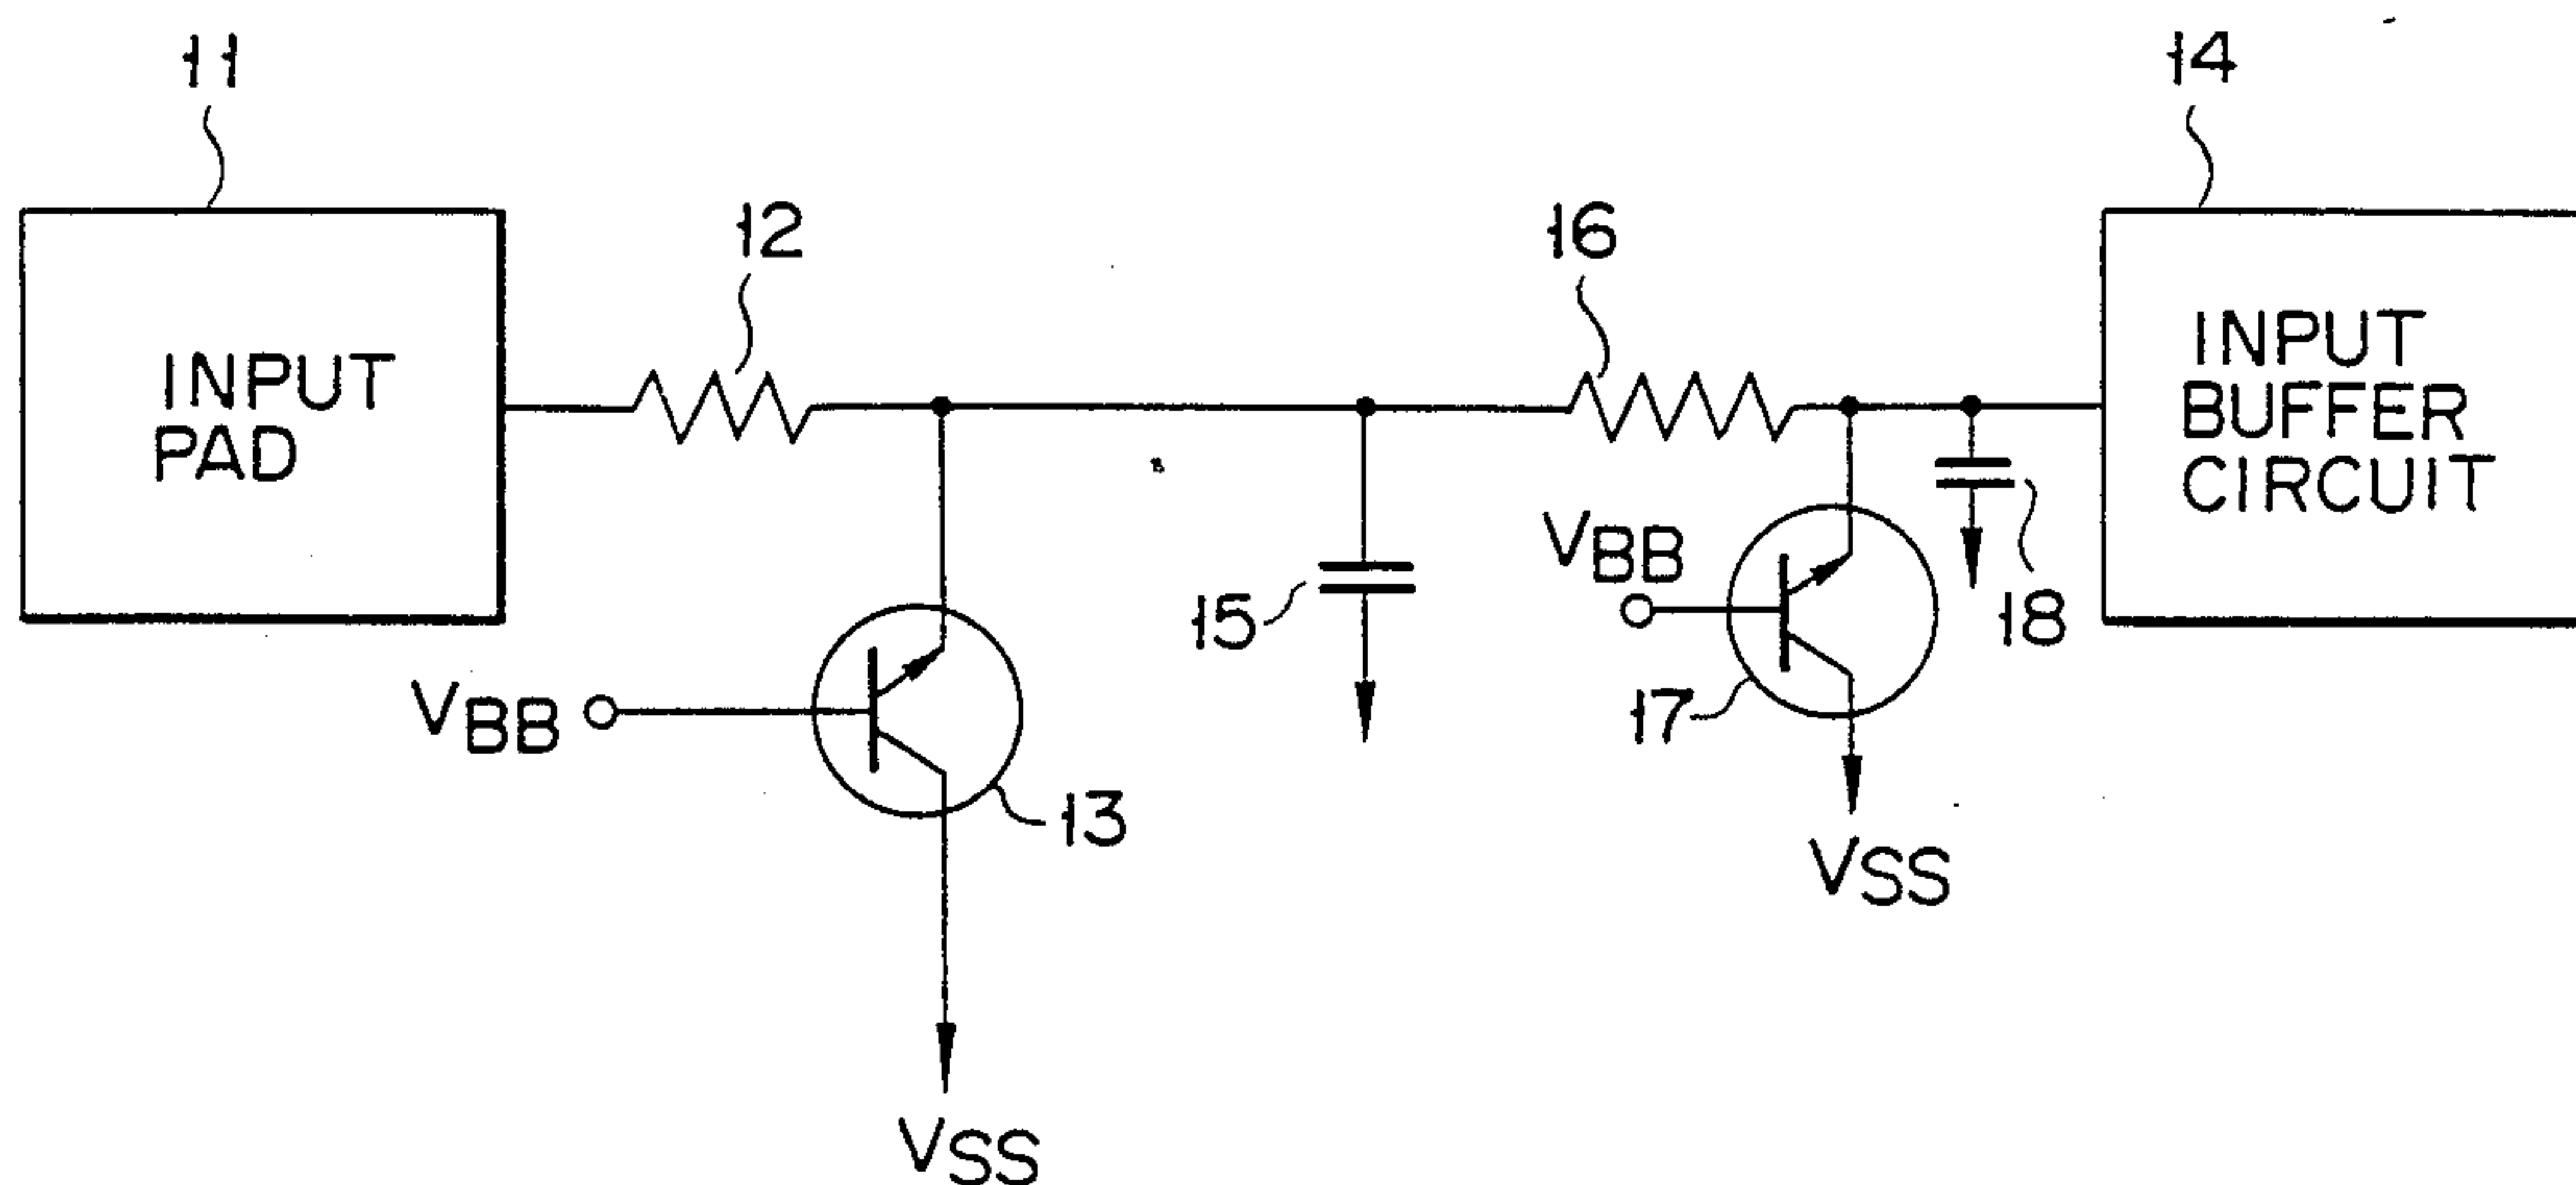 11
14
12
16
INPUT
PAD
INPUT
BUFFER
CIRCUIT
VBB
15
18
VBB
17
13
VSS
VSS